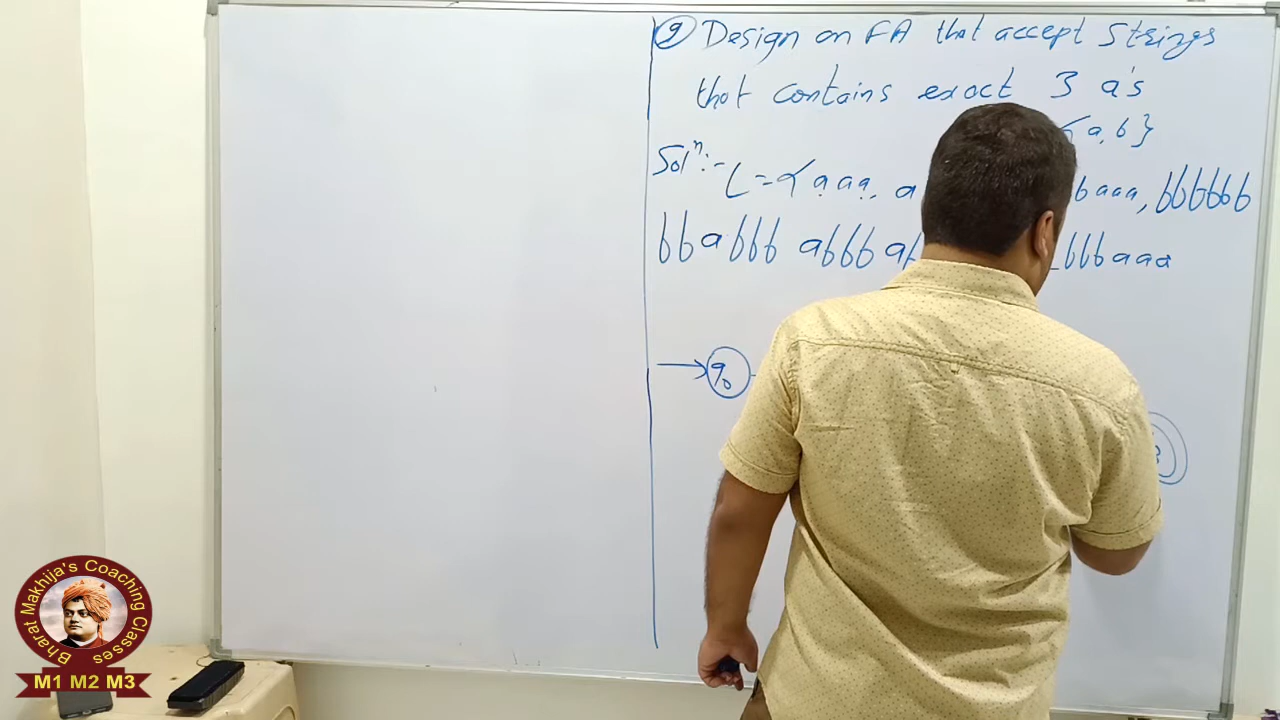 9 Design an FA that accept Strings
that contains exact 3 a's
{a, b}
Solⁿ:- L = { aaa, a baaa, bbbbbb
bbabbb abbbab bbbaaa
→ q0
Bharat Makhija's Coaching Classes
M1 M2 M3